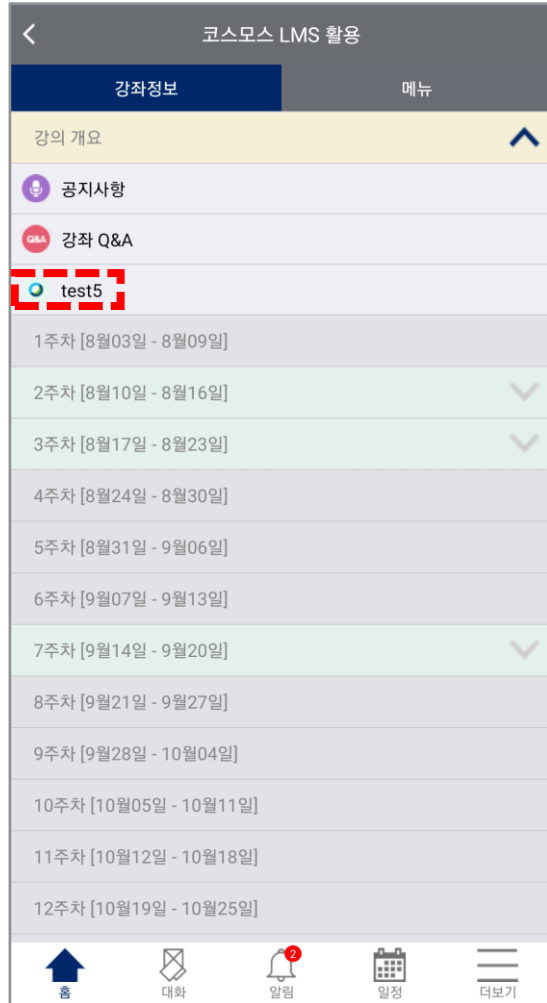 코스모스 LMS 활용
강좌정보 메뉴
강의 개요
공지사항
Q&A 강좌 Q&A
test5
1주차 [8월03일 - 8월09일]
2주차 [8월10일 - 8월16일]
3주차 [8월17일 - 8월23일]
4주차 [8월24일 - 8월30일]
5주차 [8월31일 - 9월06일]
6주차 [9월07일 - 9월13일]
7주차 [9월14일 - 9월20일]
8주차 [9월21일 - 9월27일]
9주차 [9월28일 - 10월04일]
10주차 [10월05일 - 10월11일]
11주차 [10월12일 - 10월18일]
12주차 [10월19일 - 10월25일]
2
홈 대화 알림 일정 더보기